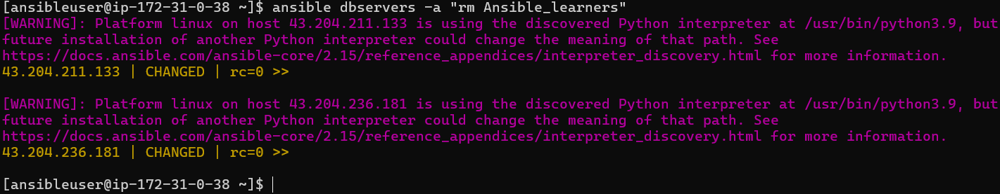 [ansibleuser@ip-172-31-0-38 ~]$ ansible dbservers -a "rm Ansible_learners"
[WARNING]: Platform linux on host 43.204.211.133 is using the discovered Python interpreter at /usr/bin/python3.9, but
future installation of another Python interpreter could change the meaning of that path. See
https://docs.ansible.com/ansible-core/2.15/reference_appendices/interpreter_discovery.html for more information.
43.204.211.133 | CHANGED | rc=0 >>
[WARNING]: Platform linux on host 43.204.236.181 is using the discovered Python interpreter at /usr/bin/python3.9, but
future installation of another Python interpreter could change the meaning of that path. See
https://docs.ansible.com/ansible-core/2.15/reference_appendices/interpreter_discovery.html for more information.
43.204.236.181 | CHANGED | rc=0 >>
[ansibleuser@ip-172-31-0-38 ~]$